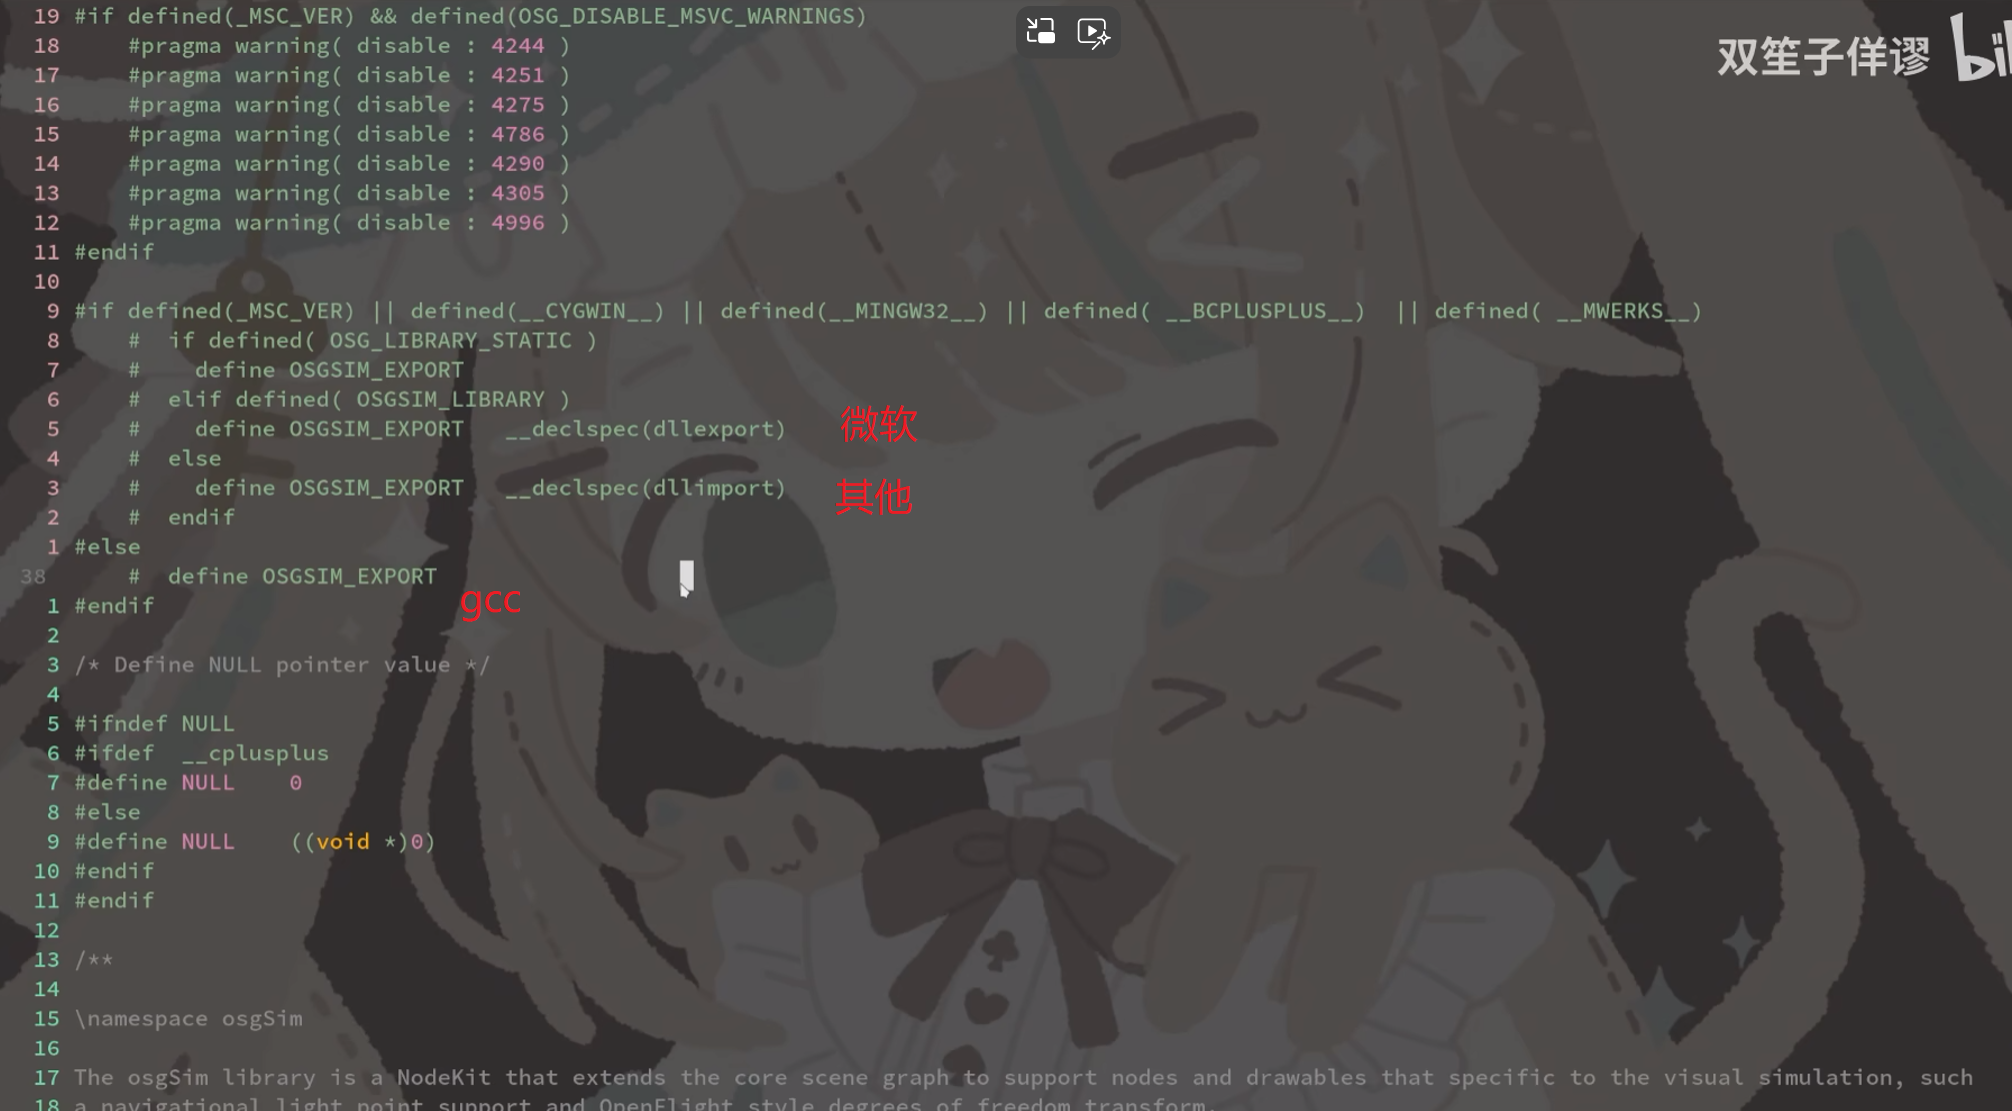 19 #if defined(_MSC_VER) && defined(OSG_DISABLE_MSVC_WARNINGS)
双笙子佯谬 bil
18     #pragma warning( disable : 4244 )
17     #pragma warning( disable : 4251 )
16     #pragma warning( disable : 4275 )
15     #pragma warning( disable : 4786 )
14     #pragma warning( disable : 4290 )
13     #pragma warning( disable : 4305 )
12     #pragma warning( disable : 4996 )
11 #endif
10
9 #if defined(_MSC_VER) || defined(__CYGWIN__) || defined(__MINGW32__) || defined( __BCPLUSPLUS__)  || defined( __MWERKS__)
8     #  if defined( OSG_LIBRARY_STATIC )
7     #    define OSGSIM_EXPORT
6     #  elif defined( OSGSIM_LIBRARY )
5     #    define OSGSIM_EXPORT   __declspec(dllexport) 微软
4     #  else
3     #    define OSGSIM_EXPORT   __declspec(dllimport) 其他
2     #  endif
1 #else
38     #  define OSGSIM_EXPORT
gcc
1 #endif
2
3 /* Define NULL pointer value */
4
5 #ifndef NULL
6 #ifdef  __cplusplus
7 #define NULL    0
8 #else
9 #define NULL    ((void *)0)
10 #endif
11 #endif
12
13 /**
14
15 \namespace osgSim
16
17 The osgSim library is a NodeKit that extends the core scene graph to support nodes and drawables that specific to the visual simulation, such
18 a navigational light point support and OpenFlight style degrees of freedom transform.